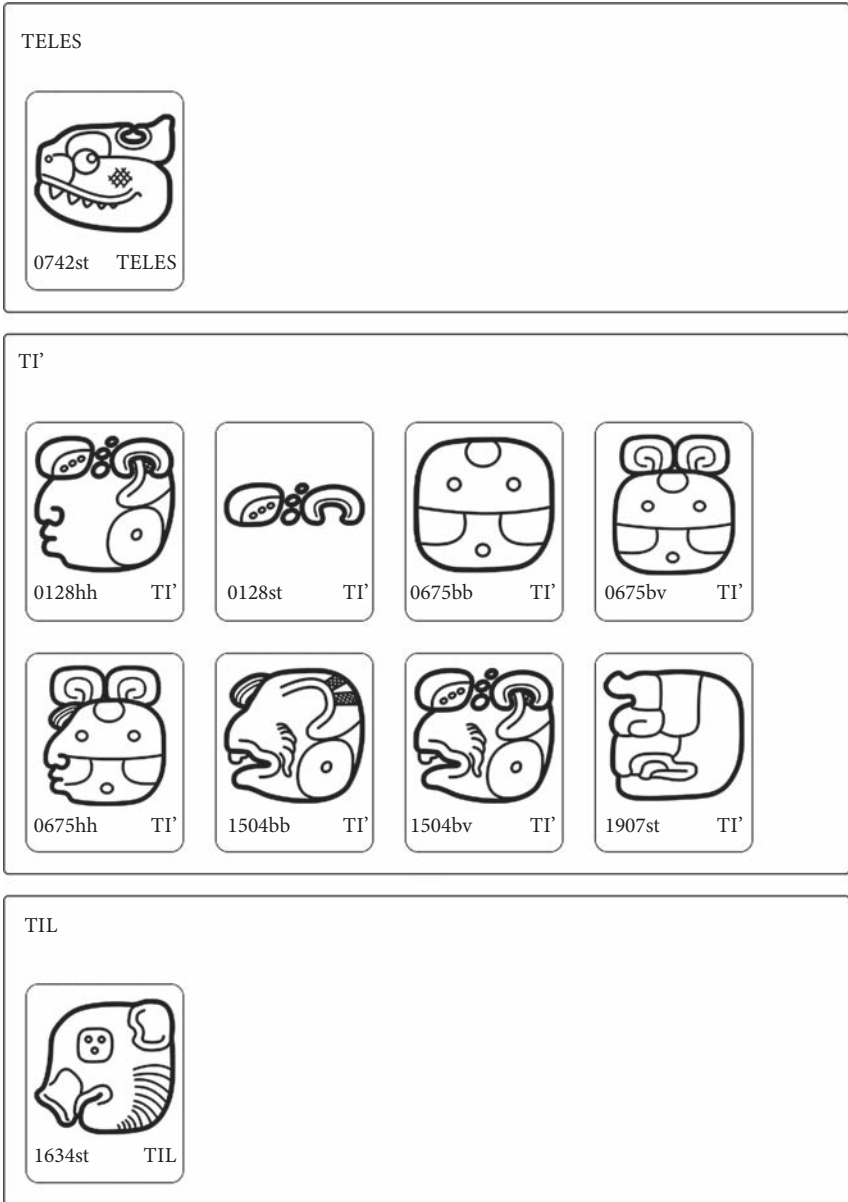 TELES
0742st TELES
TI’
0128hh TI’
0128st TI’
0675bb TI’
0675bv TI’
0675hh TI’
1504bb TI’
1504bv TI’
1907st TI’
TIL
1634st TIL